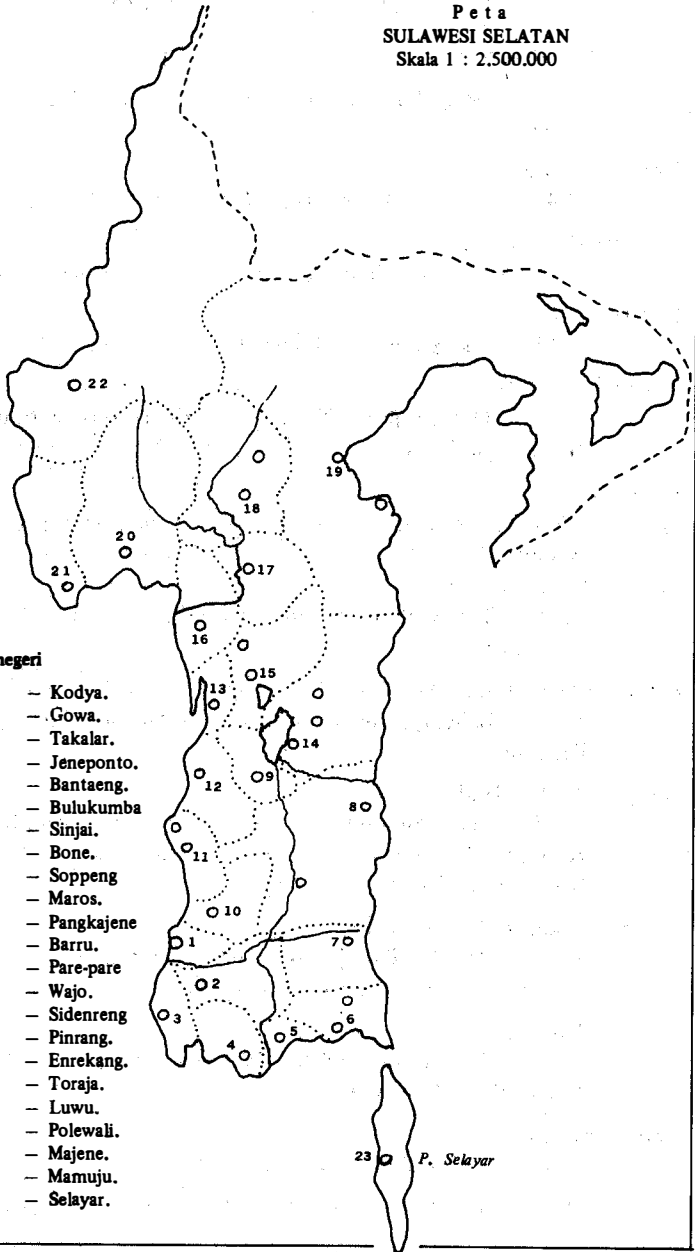 Peta
SULAWESI SELATAN
Skala 1 : 2.500.000
22
19
18
20
17
21
16
15
13
14
12
9
8
11
10
1
7
2
3
6
5
4
23
P. Selayar
negeri
– Kodya.
– Gowa.
– Takalar.
– Jeneponto.
– Bantaeng.
– Bulukumba
– Sinjai.
– Bone.
– Soppeng
– Maros.
– Pangkajene
– Barru.
– Pare-pare
– Wajo.
– Sidenreng
– Pinrang.
– Enrekang.
– Toraja.
– Luwu.
– Polewali.
– Majene.
– Mamuju.
– Selayar.